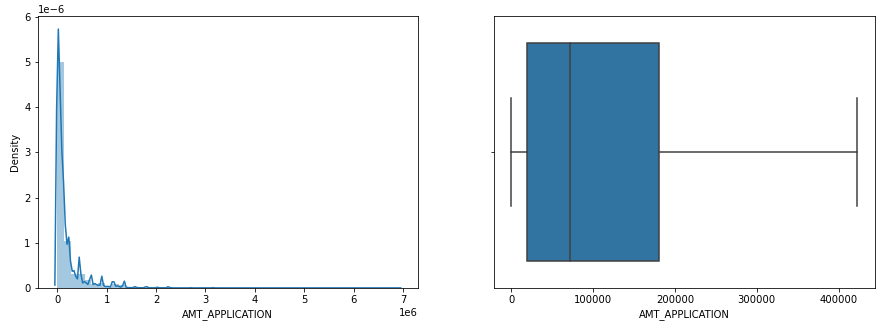 1e−6
6
5
4
3
2
1
0
Density
0 1 2 3 4 5 6 7
1e6
AMT_APPLICATION
0 100000 200000 300000 400000
AMT_APPLICATION